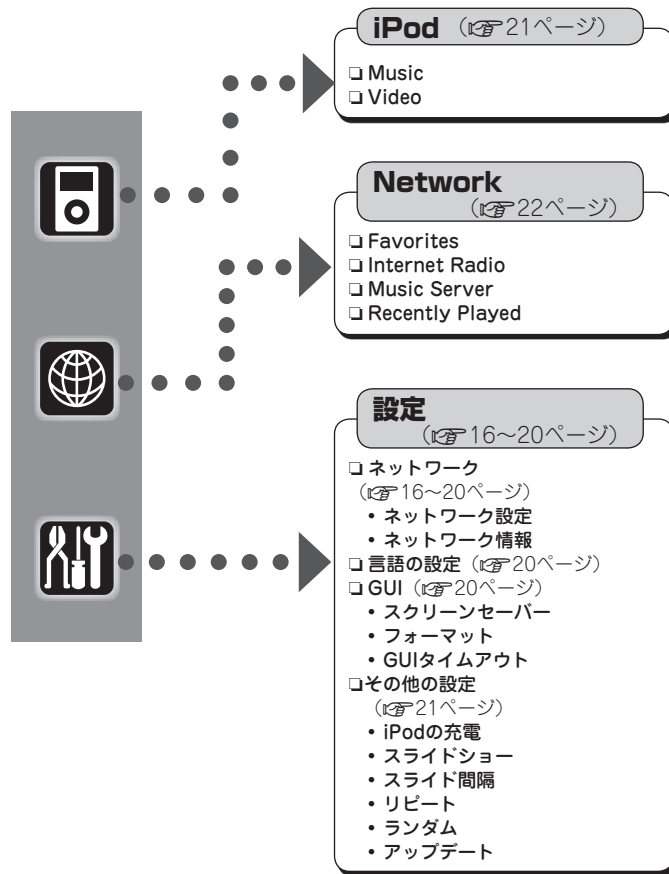 iPod （☞21ページ）
❏ Music
❏ Video
Network
（☞22ページ）
❏ Favorites
❏ Internet Radio
❏ Music Server
❏ Recently Played
設定
（☞16～20ページ）
❏ ネットワーク
（☞16～20ページ）
• ネットワーク設定
• ネットワーク情報
❏ 言語の設定（☞20ページ）
❏ GUI（☞20ページ）
• スクリーンセーバー
• フォーマット
• GUIタイムアウト
❏その他の設定
（☞21ページ）
• iPodの充電
• スライドショー
• スライド間隔
• リピート
• ランダム
• アップデート